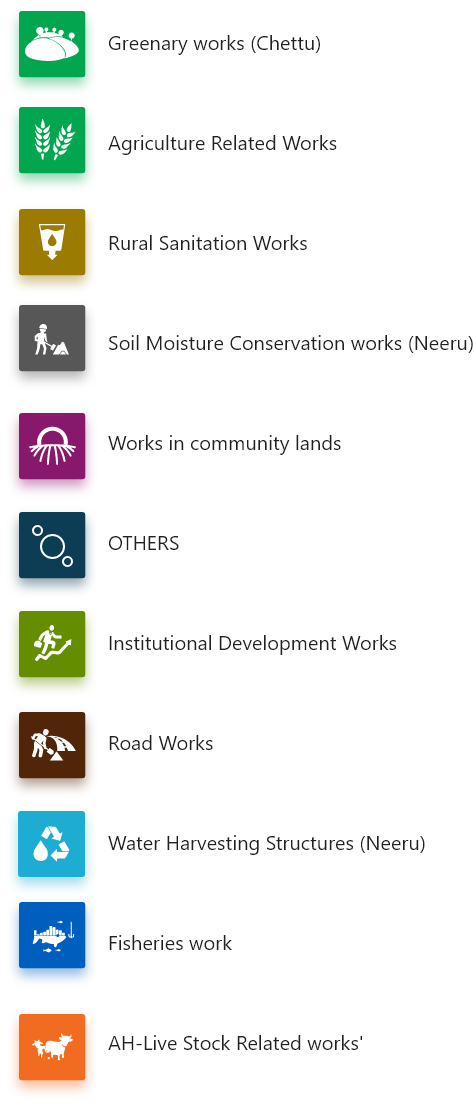 Greenary works (Chettu)
Agriculture Related Works
Rural Sanitation Works
Soil Moisture Conservation works (Neeru)
Works in community lands
OTHERS
Institutional Development Works
Road Works
Water Harvesting Structures (Neeru)
Fisheries work
AH-Live Stock Related works'